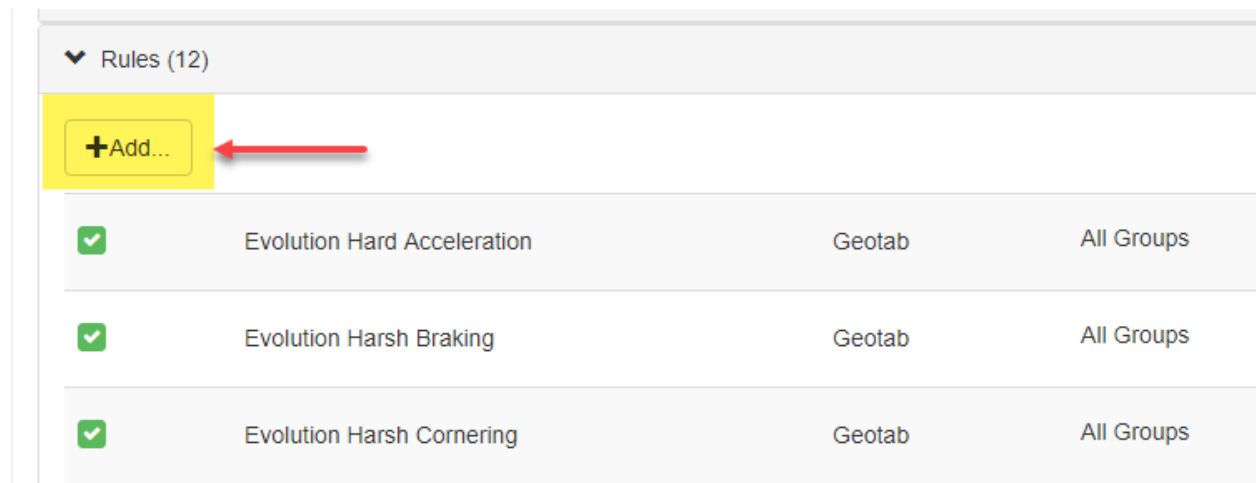 Rules (12)
+Add...
Evolution Hard Acceleration Geotab All Groups
Evolution Harsh Braking Geotab All Groups
Evolution Harsh Cornering Geotab All Groups